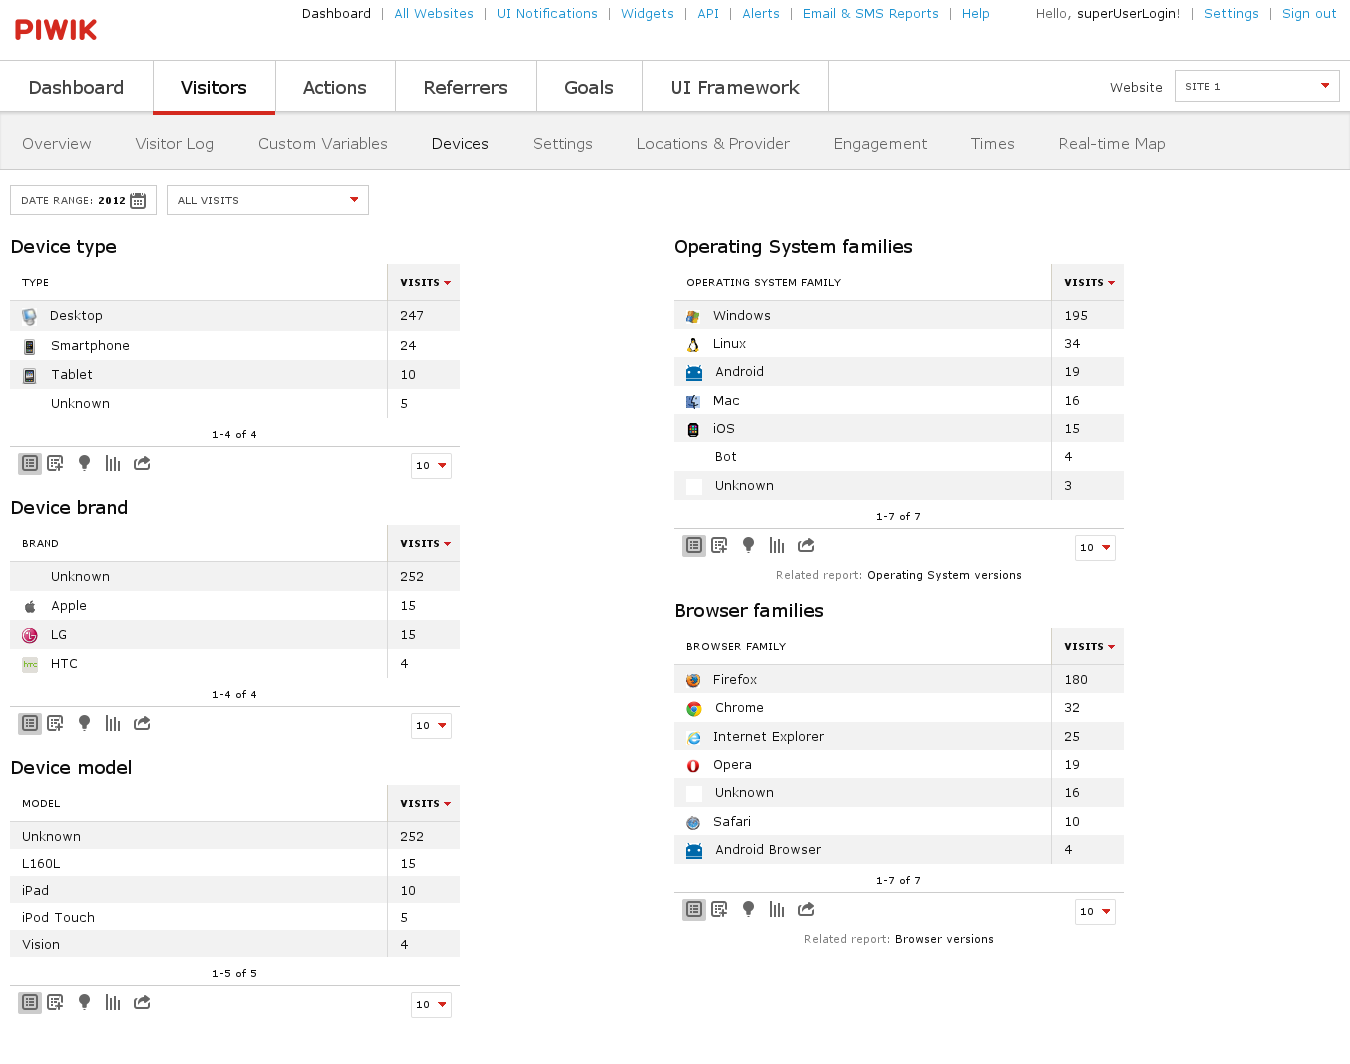 Dashboard | All Websites | UI Notifications | Widgets | API | Alerts | Email & SMS Reports | Help
Hello, superUserLogin! | Settings | Sign out
PIWIK
Dashboard Visitors Actions Referrers Goals UI Framework
Website SITE 1
Overview Visitor Log Custom Variables Devices Settings Locations & Provider Engagement Times Real-time Map
DATE RANGE: 2012
ALL VISITS
Device type
TYPE VISITS
Desktop 247
Smartphone 24
Tablet 10
Unknown 5
1-4 of 4
10
Device brand
BRAND VISITS
Unknown 252
Apple 15
LG 15
hTC HTC 4
1-4 of 4
10
Device model
MODEL VISITS
Unknown 252
L160L 15
iPad 10
iPod Touch 5
Vision 4
1-5 of 5
10
Operating System families
OPERATING SYSTEM FAMILY VISITS
Windows 195
Linux 34
Android 19
Mac 16
iOS 15
Bot 4
Unknown 3
1-7 of 7
10
Related report: Operating System versions
Browser families
BROWSER FAMILY VISITS
Firefox 180
Chrome 32
Internet Explorer 25
Opera 19
Unknown 16
Safari 10
Android Browser 4
1-7 of 7
10
Related report: Browser versions